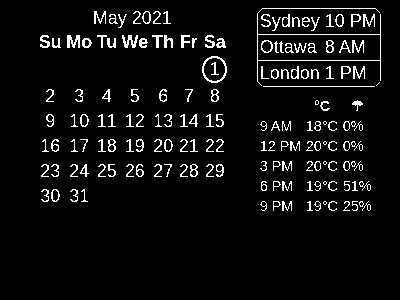 May 2021
Su Mo Tu We Th Fr Sa
1
2 3 4 5 6 7 8
9 10 11 12 13 14 15
16 17 18 19 20 21 22
23 24 25 26 27 28 29
30 31
Sydney 10 PM
Ottawa 8 AM
London 1 PM
°C
9 AM 18°C 0%
12 PM 20°C 0%
3 PM 20°C 0%
6 PM 19°C 51%
9 PM 19°C 25%